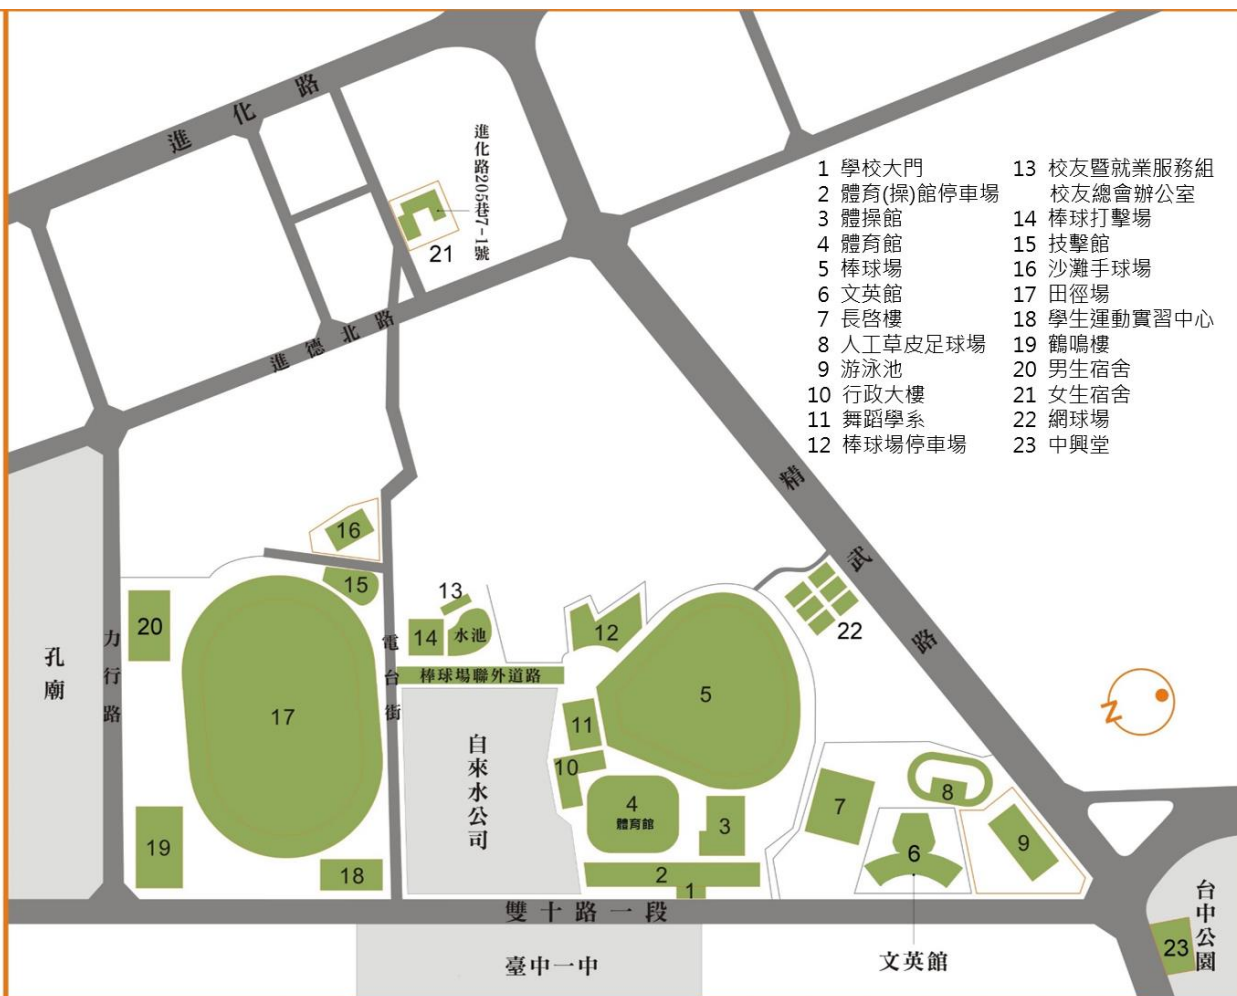 進化路
進化路205巷7-1號
21
進德北路
1 學校大門
2 體育(操)館停車場
3 體操館
4 體育館
5 棒球場
6 文英館
7 長啓樓
8 人工草皮足球場
9 游泳池
10 行政大樓
11 舞蹈學系
12 棒球場停車場
13 校友暨就業服務組
校友總會辦公室
14 棒球打擊場
15 技擊館
16 沙灘手球場
17 田徑場
18 學生運動實習中心
19 鶴鳴樓
20 男生宿舍
21 女生宿舍
22 網球場
23 中興堂
精武路
16
15
13
14
水池
12
22
20
孔廟
力行路
電台街
棒球場聯外道路
17
5
11
10
自來水公司
4
體育館
3
7
8
9
6
19
18
2
1
雙十路一段
臺中一中
文英館
23
台中公園
N